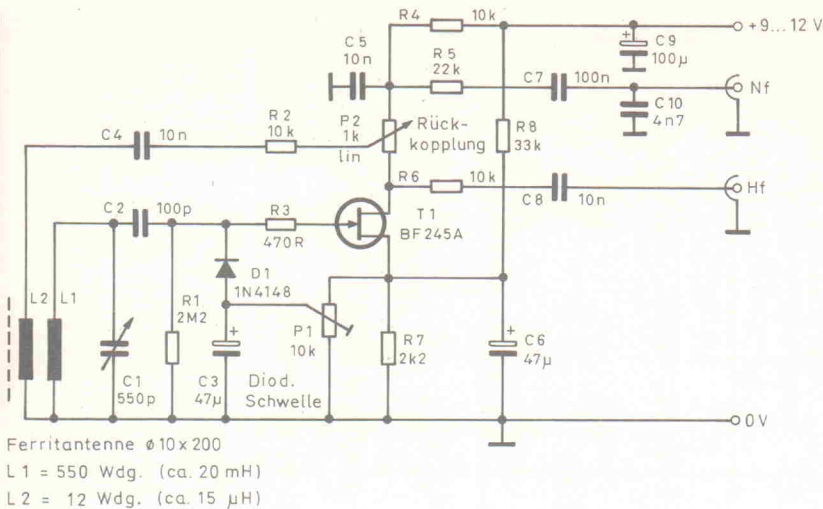 R4
10k
+9...12 V
C5
10n
R5
22k
+
C9
100µ
C7
100n
Nf
C4
10n
R2
10k
P2
1k
lin
Rück-
kopplung
R8
33k
C10
4n7
R6
10k
C8
10n
Hf
C2
100p
R3
470R
T1
BF245A
L2
L1
D1
1N4148
R1
2M2
C1
550p
+
C3
47µ
P1
10k
Diod.
Schwelle
R7
2k2
+
C6
47µ
0V
Ferritantenne ø10x200
L1 = 550 Wdg. (ca. 20 mH)
L2 = 12 Wdg. (ca. 15 µH)